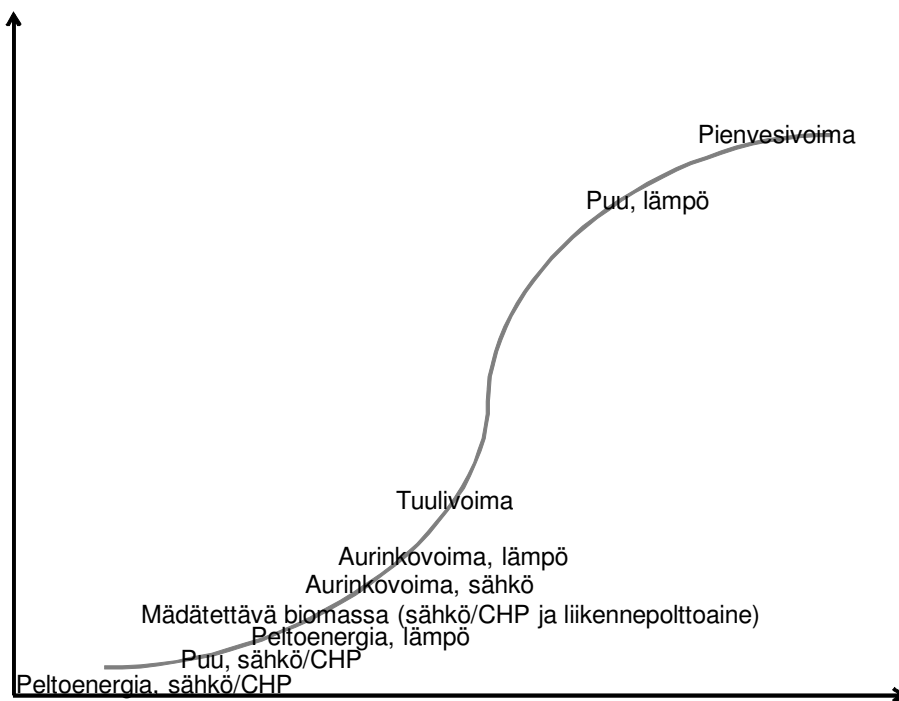 Pienvesivoima
Puu, lämpö
Tuulivoima
Aurinkovoima, lämpö
Aurinkovoima, sähkö
Mädätettävä biomassa (sähkö/CHP ja liikennepolttoaine)
Peltoenergia, lämpö
Puu, sähkö/CHP
Peltoenergia, sähkö/CHP